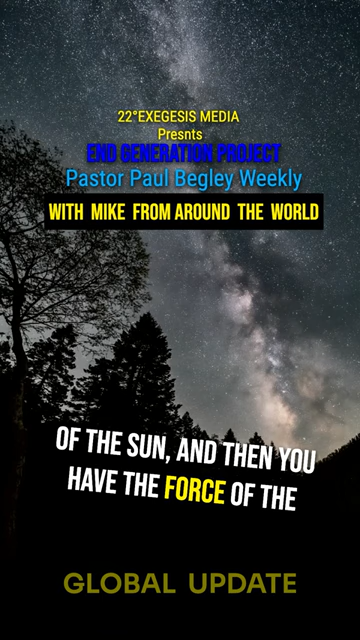 22°EXEGESIS MEDIA
Presnts
END GENERATION PROJECT
Pastor Paul Begley Weekly
WITH MIKE FROM AROUND THE WORLD
OF THE SUN, AND THEN YOU
HAVE THE FORCE OF THE
GLOBAL UPDATE